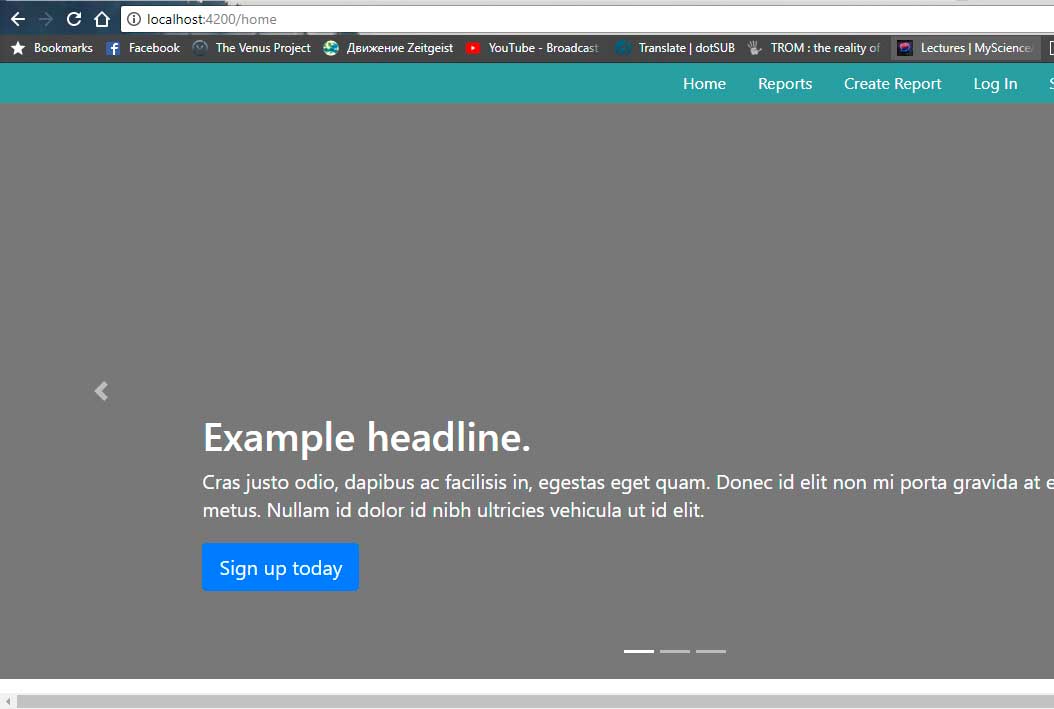 localhost:4200/home
Bookmarks Facebook The Venus Project Движение Zeitgeist YouTube - Broadcast Translate | dotSUB TROM : the reality of Lectures | MyScience
Home Reports Create Report Log In S
Example headline.
Cras justo odio, dapibus ac facilisis in, egestas eget quam. Donec id elit non mi porta gravida at e
metus. Nullam id dolor id nibh ultricies vehicula ut id elit.
Sign up today